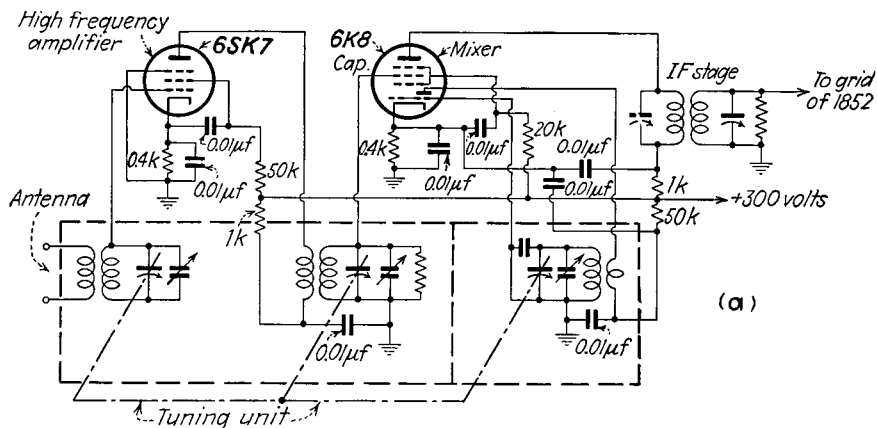 High frequency
amplifier
6SK7
6K8
Cap.
Mixer
IF stage
To grid
of 1852
0.01μf
0.4k
0.01μf
50k
1k
0.4k
0.01μf
0.01μf
20k
0.01μf
0.01μf
1k
+300 volts
50k
Antenna
0.01μf
0.01μf
(a)
Tuning unit